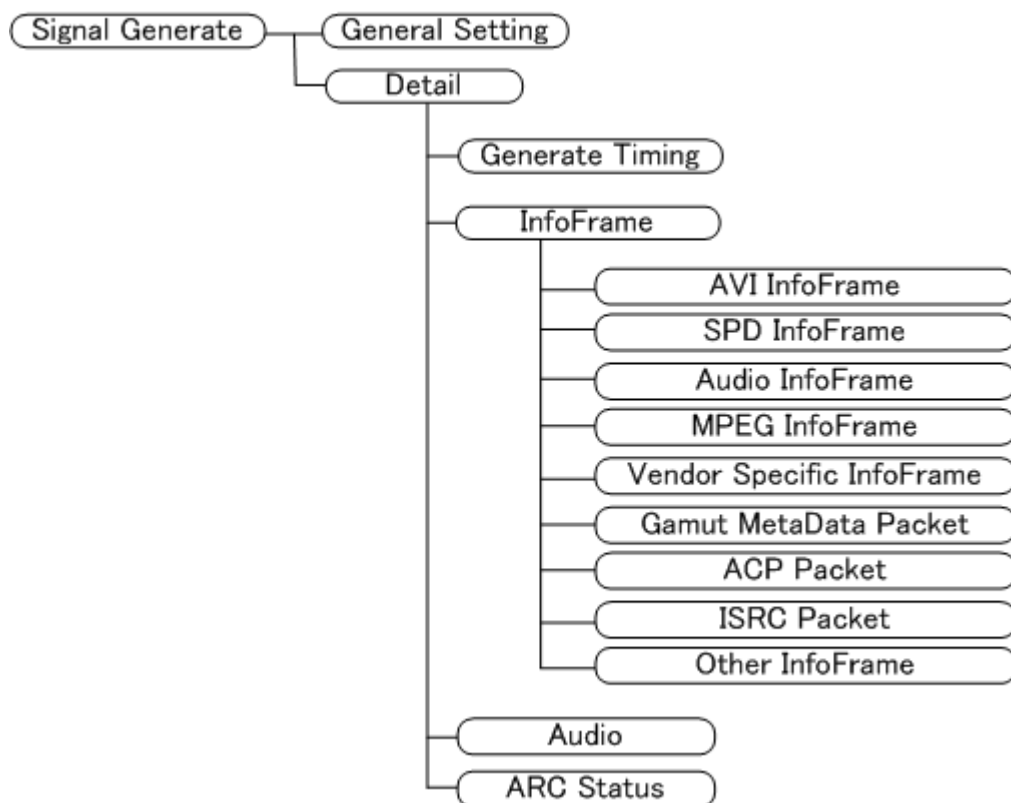 Signal Generate
General Setting
Detail
Generate Timing
InfoFrame
AVI InfoFrame
SPD InfoFrame
Audio InfoFrame
MPEG InfoFrame
Vendor Specific InfoFrame
Gamut MetaData Packet
ACP Packet
ISRC Packet
Other InfoFrame
Audio
ARC Status